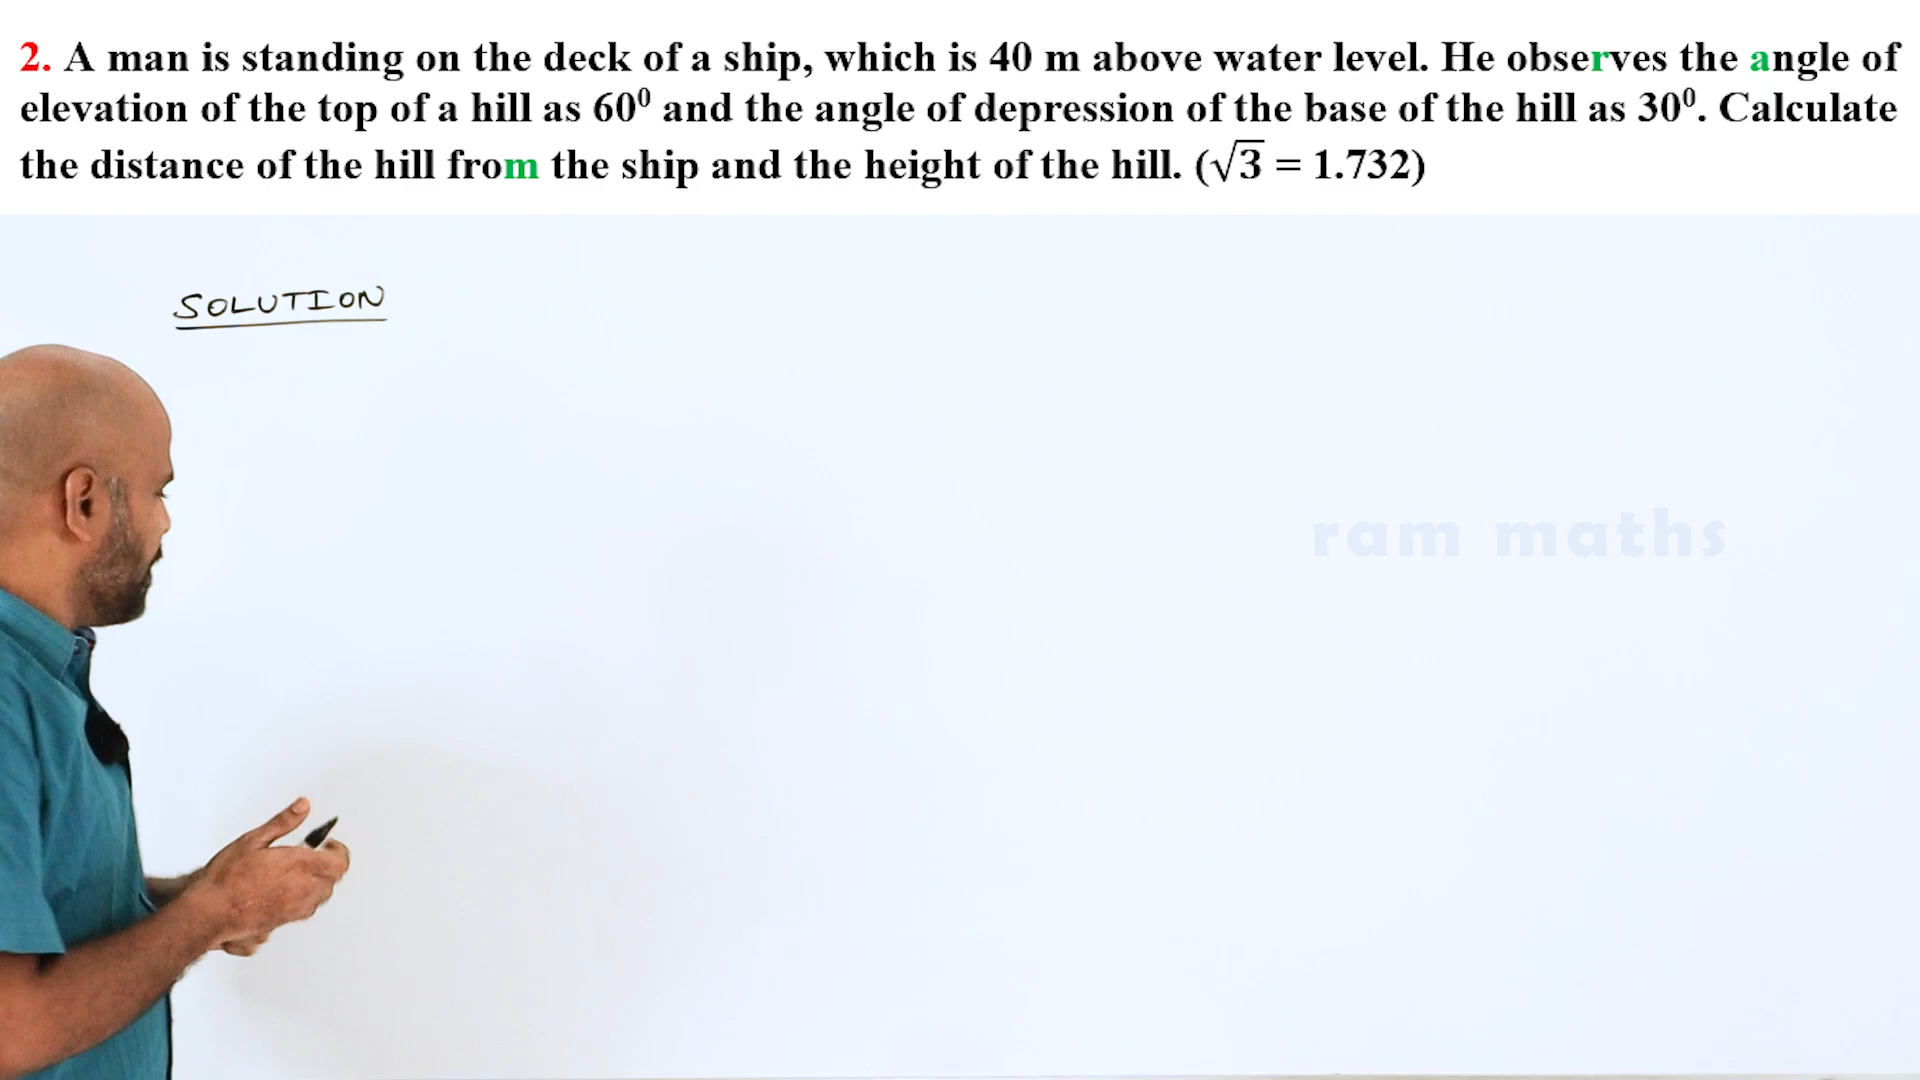 2. A man is standing on the deck of a ship, which is 40 m above water level. He observes the angle of
elevation of the top of a hill as 60⁰ and the angle of depression of the base of the hill as 30⁰. Calculate
the distance of the hill from the ship and the height of the hill. (√3 = 1.732)
SOLUTION
ram maths